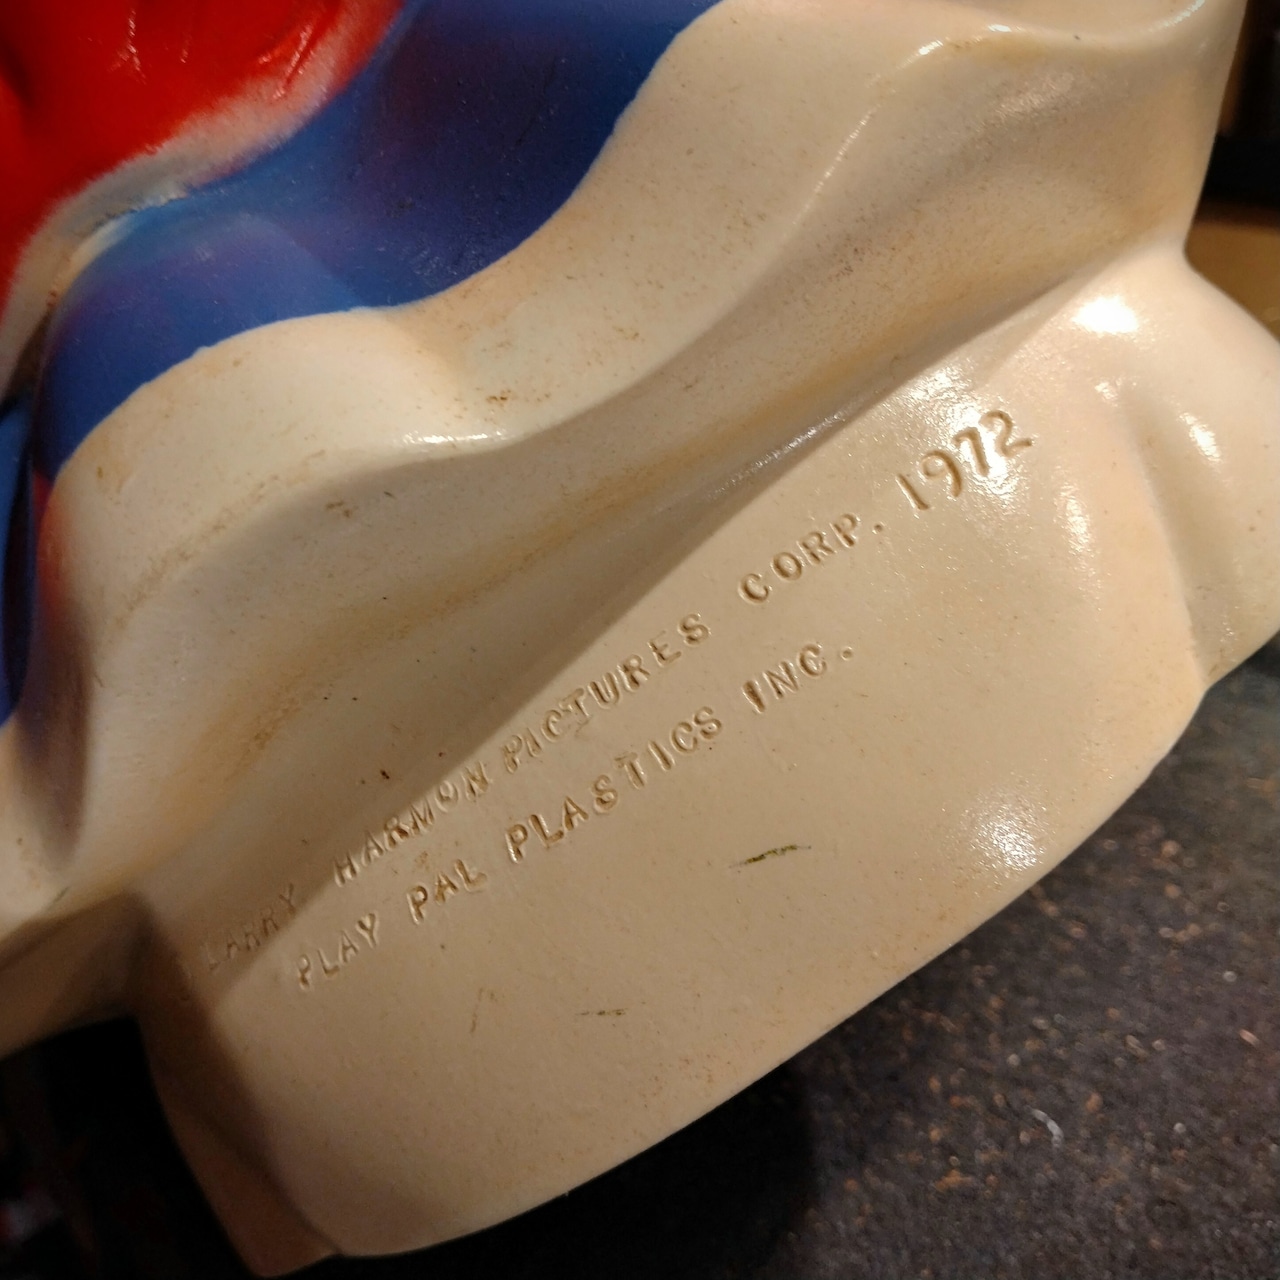 LARRY HARMON PICTURES CORP. 1972
PLAY PAL PLASTICS INC.